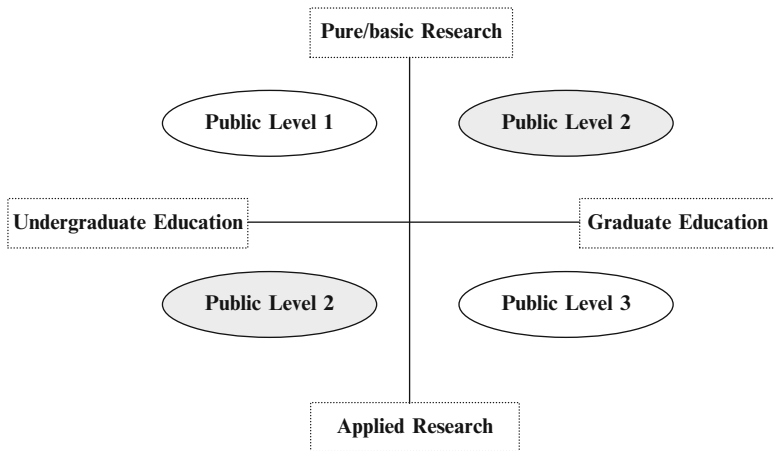 Pure/basic Research
Public Level 1
Public Level 2
Undergraduate Education
Graduate Education
Public Level 2
Public Level 3
Applied Research